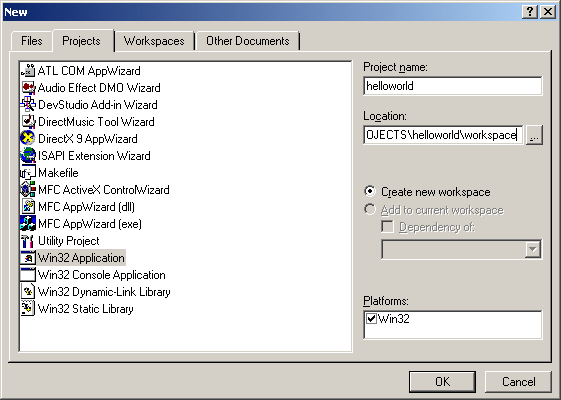 New
Files
Projects
Workspaces
Other Documents
ATL COM AppWizard
Audio Effect DMO Wizard
DevStudio Add-in Wizard
DirectMusic Tool Wizard
DirectX 9 AppWizard
ISAPI Extension Wizard
Makefile
MFC ActiveX ControlWizard
MFC AppWizard (dll)
MFC AppWizard (exe)
Utility Project
Win32 Application
Win32 Console Application
Win32 Dynamic-Link Library
Win32 Static Library
Project name:
helloworld
Location:
OJECTS\helloworld\workspace
...
Create new workspace
Add to current workspace
Dependency of:
Platforms:
Win32
OK
Cancel